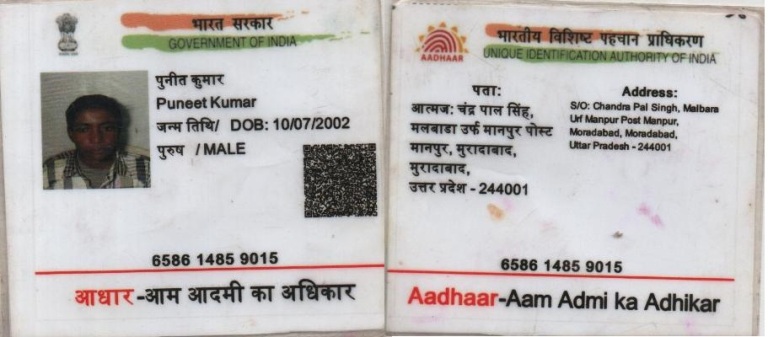 भारत सरकार
GOVERNMENT OF INDIA
पुनीत कुमार
Puneet Kumar
जन्म तिथि/ DOB: 10/07/2002
पुरुष / MALE
6586 1485 9015
आधार-आम आदमी का अधिकार
भारतीय विशिष्ट पहचान प्राधिकरण
UNIQUE IDENTIFICATION AUTHORITY OF INDIA
AADHAAR
पता:
आत्मज: चंद्र पाल सिंह,
मलबाडा उर्फ मानपुर पोस्ट
मानपुर, मुरादाबाद,
मुरादाबाद,
उत्तर प्रदेश - 244001
Address:
S/O: Chandra Pal Singh, Malbara
Urf Manpur Post Manpur,
Moradabad, Moradabad,
Uttar Pradesh - 244001
6586 1485 9015
Aadhaar-Aam Admi ka Adhikar